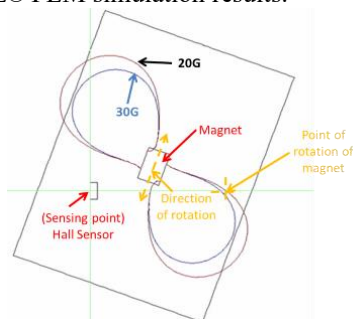 FEM simulation results.
20G
30G
Magnet
Point of
rotation of
magnet
Direction
of rotation
(Sensing point)
Hall Sensor